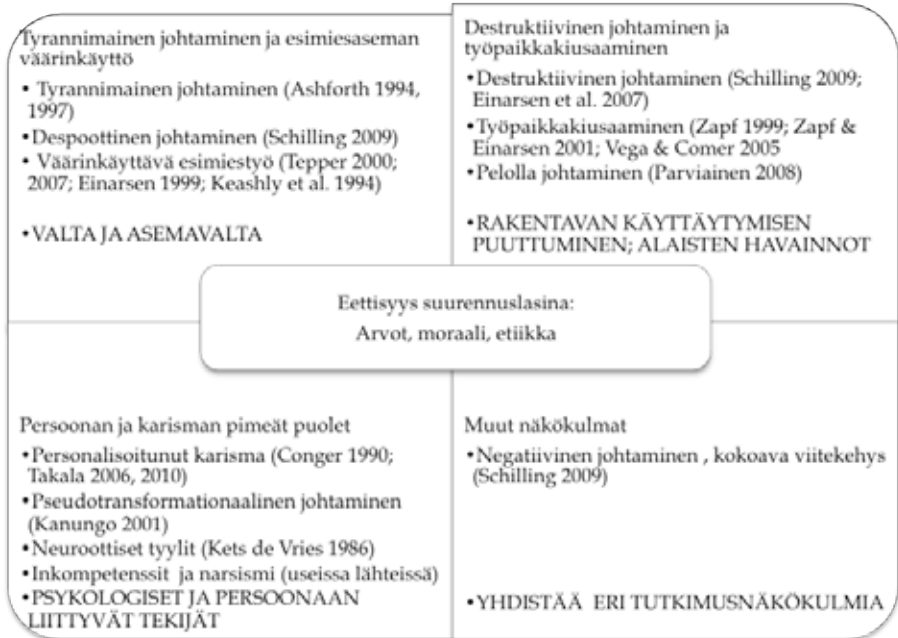 Tyrannimainen johtaminen ja esimiesaseman
väärinkäyttö
• Tyrannimainen johtaminen (Ashforth 1994,
1997)
•Despoottinen johtaminen (Schilling 2009)
• Väärinkäyttävä esimiestyö (Tepper 2000;
2007; Einarsen 1999; Keashly et al. 1994)
•VALTA JA ASEMAVALTA
Destruktiivinen johtaminen ja
työpaikkakiusaaminen
•Destruktiivinen johtaminen (Schilling 2009;
Einarsen et al. 2007)
•Työpaikkakiusaaminen (Zapf 1999; Zapf &
Einarsen 2001; Vega & Comer 2005
•Pelolla johtaminen (Parviainen 2008)
•RAKENTAVAN KÄYTTÄYTYMISEN
PUUTTUMINEN; ALAISTEN HAVAINNOT
Eettisyys suurennuslasina:
Arvot, moraali, etiikka
Persoonan ja karisman pimeät puolet
•Personalisoitunut karisma (Conger 1990;
Takala 2006, 2010)
•Pseudotransformationaalinen johtaminen
(Kanungo 2001)
•Neuroottiset tyylit (Kets de Vries 1986)
•Inkompetenssit ja narsismi (useissa lähteissä)
•PSYKOLOGISET JA PERSOONAAN
LIITTYVÄT TEKIJÄT
Muut näkökulmat
•Negatiivinen johtaminen , kokoava viitekehys
(Schilling 2009)
•YHDISTÄÄ ERI TUTKIMUSNÄKÖKULMIA